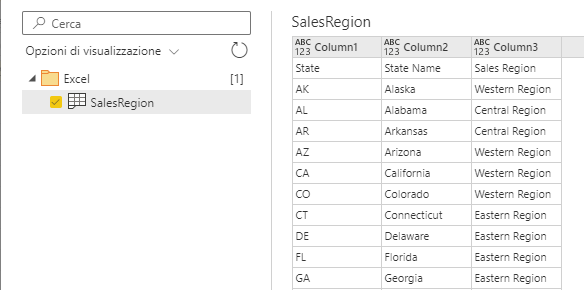 Cerca
Opzioni di visualizzazione
Excel [1]
SalesRegion
SalesRegion
ABC 123 Column1 ABC 123 Column2 ABC 123 Column3
State State Name Sales Region
AK Alaska Western Region
AL Alabama Central Region
AR Arkansas Central Region
AZ Arizona Western Region
CA California Western Region
CO Colorado Western Region
CT Connecticut Eastern Region
DE Delaware Eastern Region
FL Florida Eastern Region
GA Georgia Eastern Region